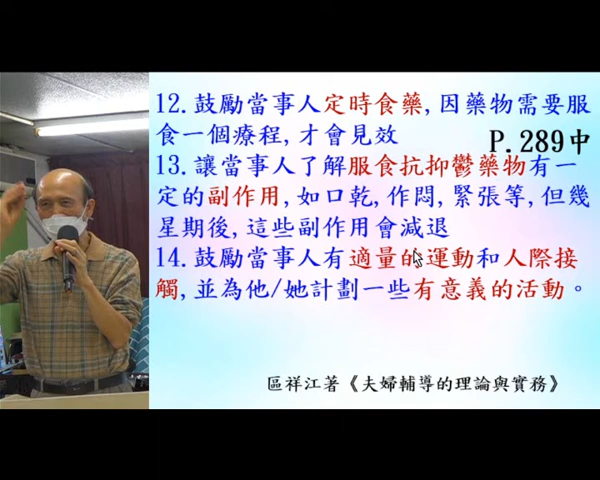 12.鼓勵當事人定時食藥,因藥物需要服
食一個療程,才會見效
P.289中
13.讓當事人了解服食抗抑鬱藥物有一
定的副作用,如口乾,作悶,緊張等,但幾
星期後,這些副作用會減退
14.鼓勵當事人有適量的運動和人際接
觸,並為他/她計劃一些有意義的活動。
區祥江著《夫婦輔導的理論與實務》